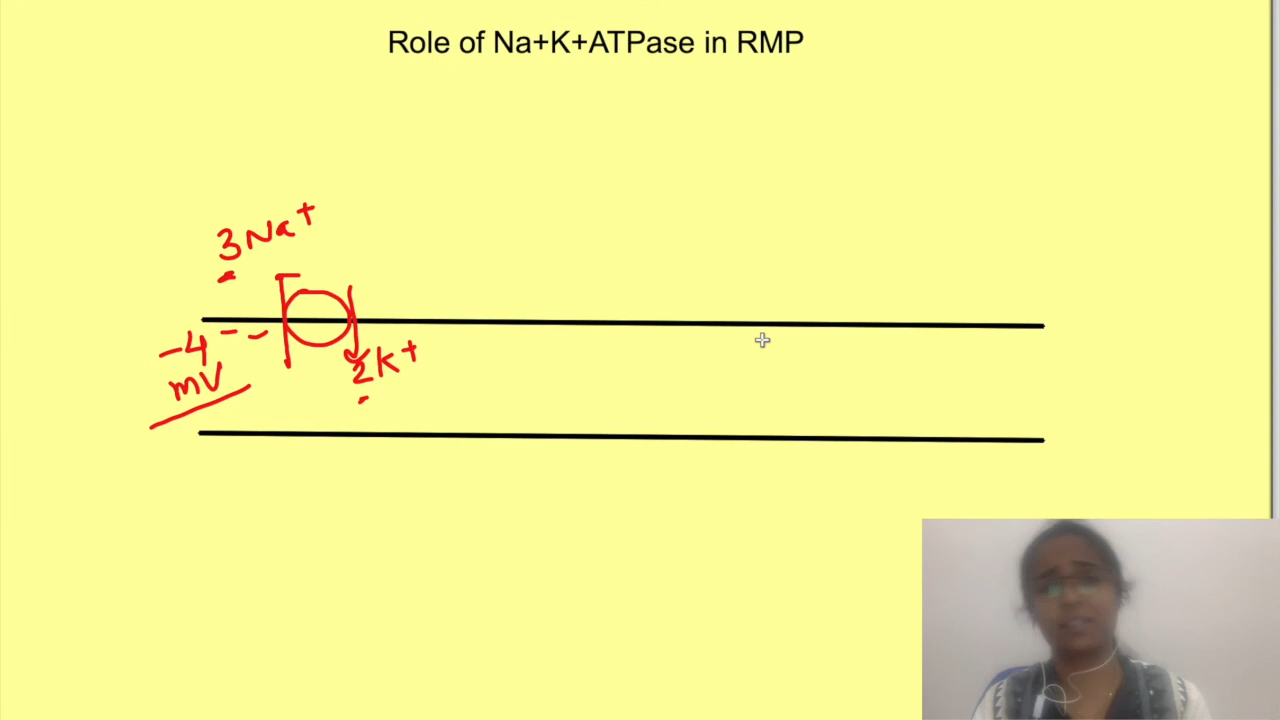 Role of Na+K+ATPase in RMP
3Na+
-4
mV
2K+